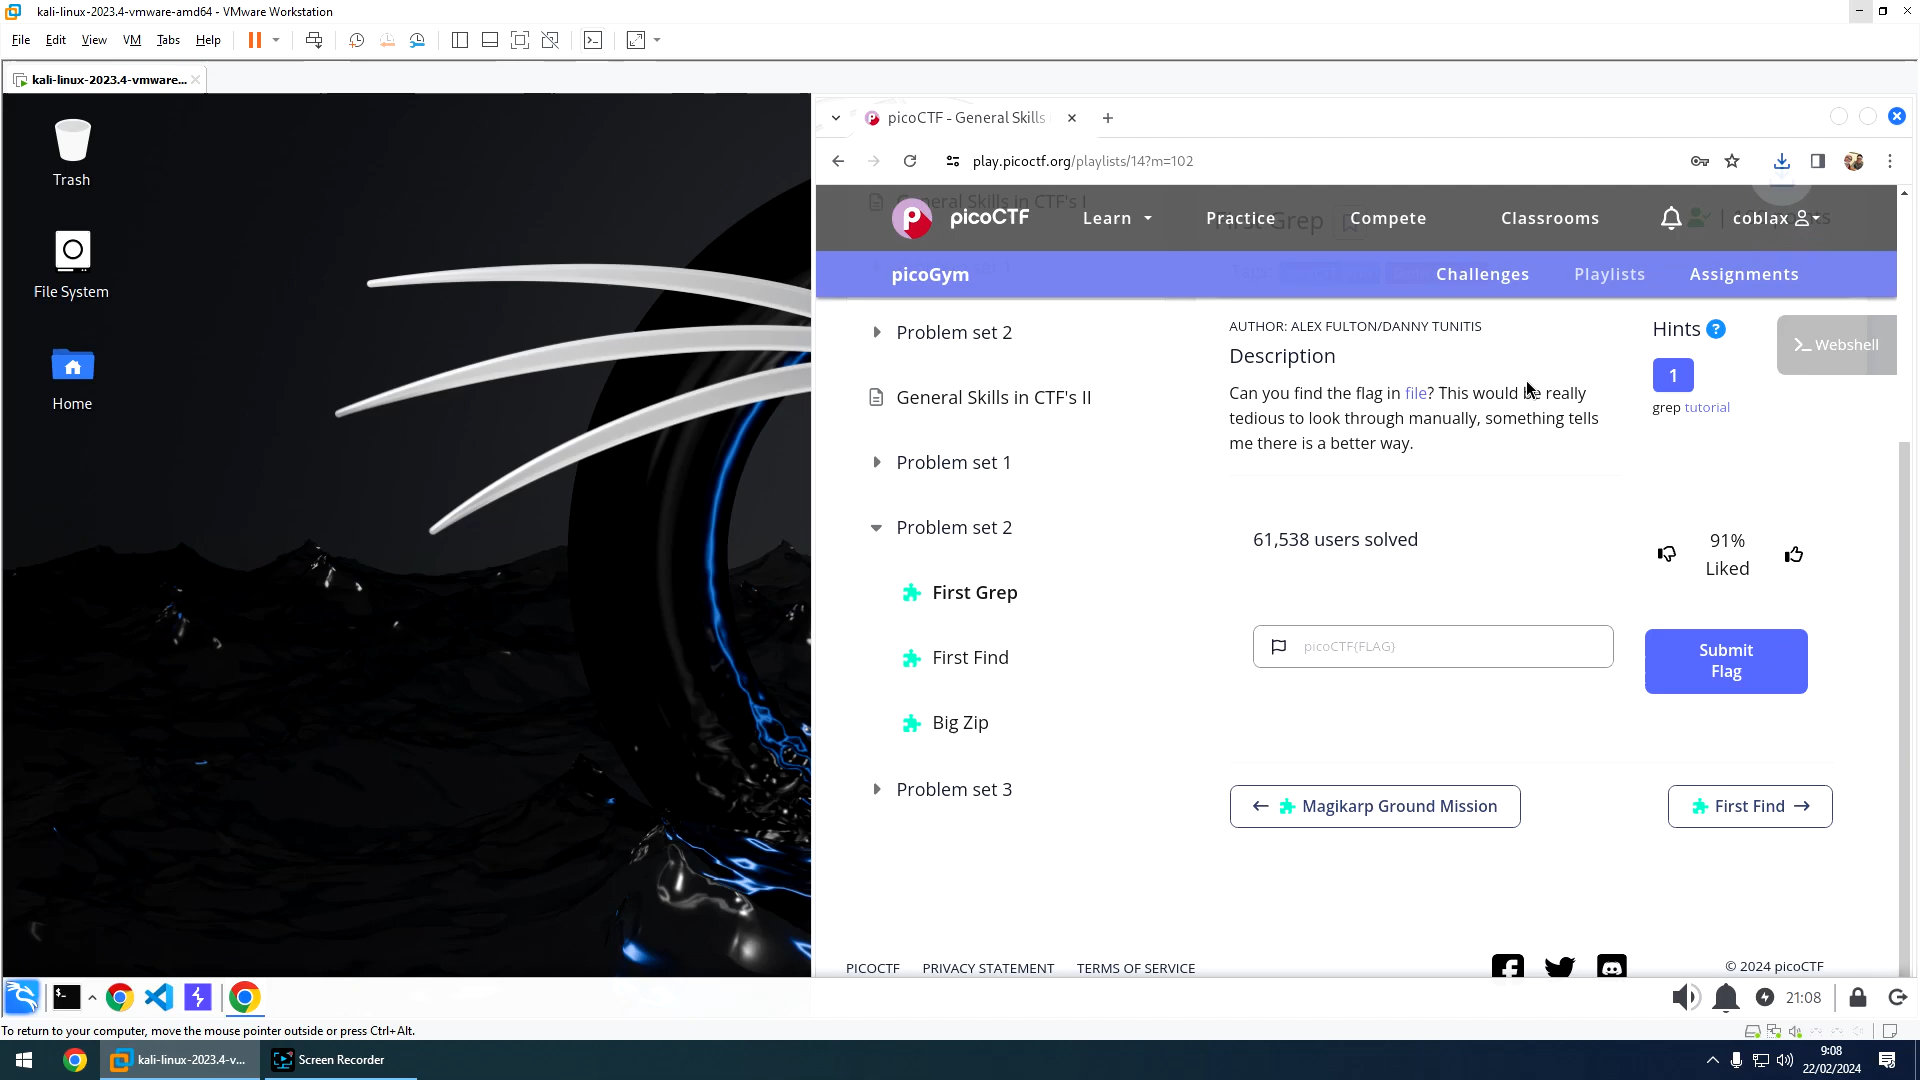 kali-linux-2023.4-vmware-amd64 - VMware Workstation
File Edit View VM Tabs Help
kali-linux-2023.4-vmware...
Trash
File System
Home
picoCTF - General Skills
play.picoctf.org/playlists/14?m=102
General Skills in CTF's I
First Grep
picoCTF Learn Practice Compete Classrooms coblax
picoGym Challenges Playlists Assignments
Problem set 2
General Skills in CTF's II
Problem set 1
Problem set 2
First Grep
First Find
Big Zip
Problem set 3
AUTHOR: ALEX FULTON/DANNY TUNITIS
Description
Can you find the flag in file? This would be really
tedious to look through manually, something tells
me there is a better way.
Hints ?
1
grep tutorial
Webshell
61,538 users solved
91%
Liked
picoCTF{FLAG}
Submit
Flag
← Magikarp Ground Mission
First Find →
PICOCTF PRIVACY STATEMENT TERMS OF SERVICE
© 2024 picoCTF
21:08
To return to your computer, move the mouse pointer outside or press Ctrl+Alt.
kali-linux-2023.4-v...
Screen Recorder
9:08
22/02/2024